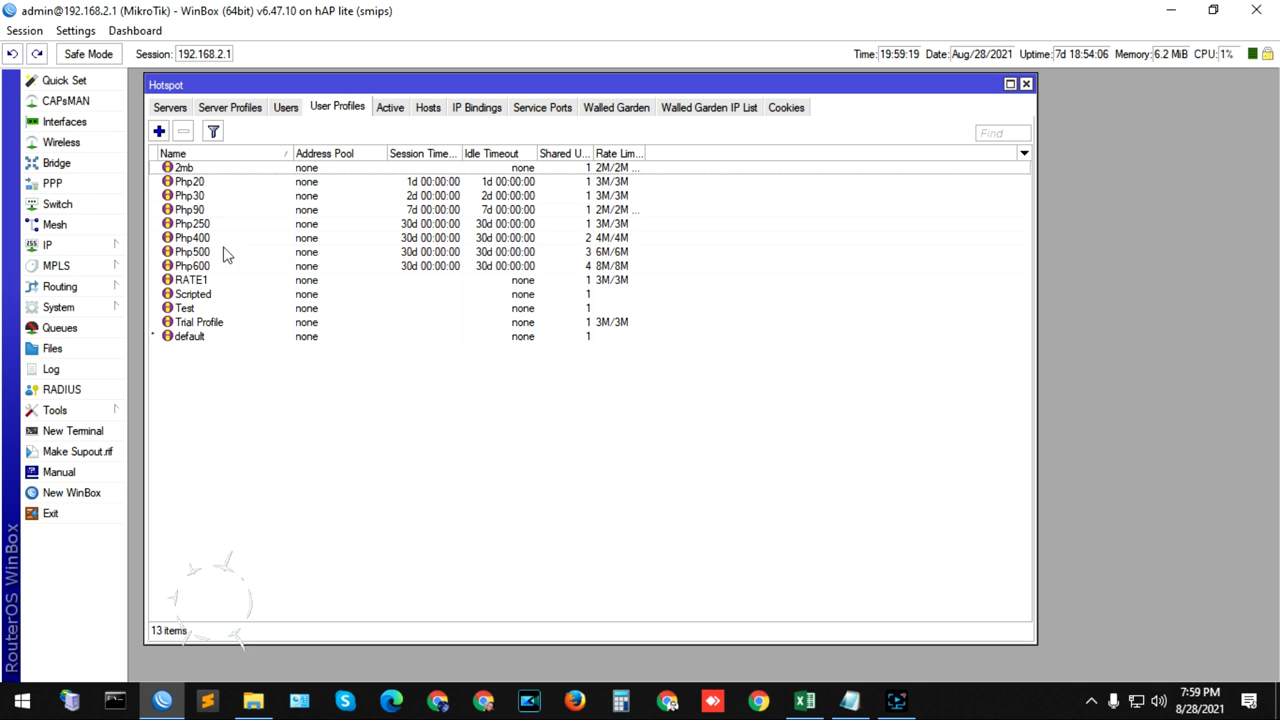 admin@192.168.2.1 (MikroTik) - WinBox (64bit) v6.47.10 on hAP lite (smips)
Session Settings Dashboard
Safe Mode Session: 192.168.2.1 Time: 19:59:19 Date: Aug/28/2021 Uptime: 7d 18:54:06 Memory: 6.2 MiB CPU: 1%
Quick Set
CAPsMAN
Interfaces
Wireless
Bridge
PPP
Switch
Mesh
IP
MPLS
Routing
System
Queues
Files
Log
RADIUS
Tools
New Terminal
Make Supout.rif
Manual
New WinBox
Exit
RouterOS WinBox
Hotspot
Servers Server Profiles Users User Profiles Active Hosts IP Bindings Service Ports Walled Garden Walled Garden IP List Cookies
Find
Name / Address Pool Session Time... Idle Timeout Shared U... Rate Lim...
2mb none none 1 2M/2M ...
Php20 none 1d 00:00:00 1d 00:00:00 1 3M/3M
Php30 none 2d 00:00:00 2d 00:00:00 1 3M/3M
Php90 none 7d 00:00:00 7d 00:00:00 1 2M/2M ...
Php250 none 30d 00:00:00 30d 00:00:00 1 3M/3M
Php400 none 30d 00:00:00 30d 00:00:00 2 4M/4M
Php500 none 30d 00:00:00 30d 00:00:00 3 6M/6M
Php600 none 30d 00:00:00 30d 00:00:00 4 8M/8M
RATE1 none none 1 3M/3M
Scripted none none 1
Test none none 1
Trial Profile none none 1 3M/3M
* default none none 1
13 items
7:59 PM
8/28/2021